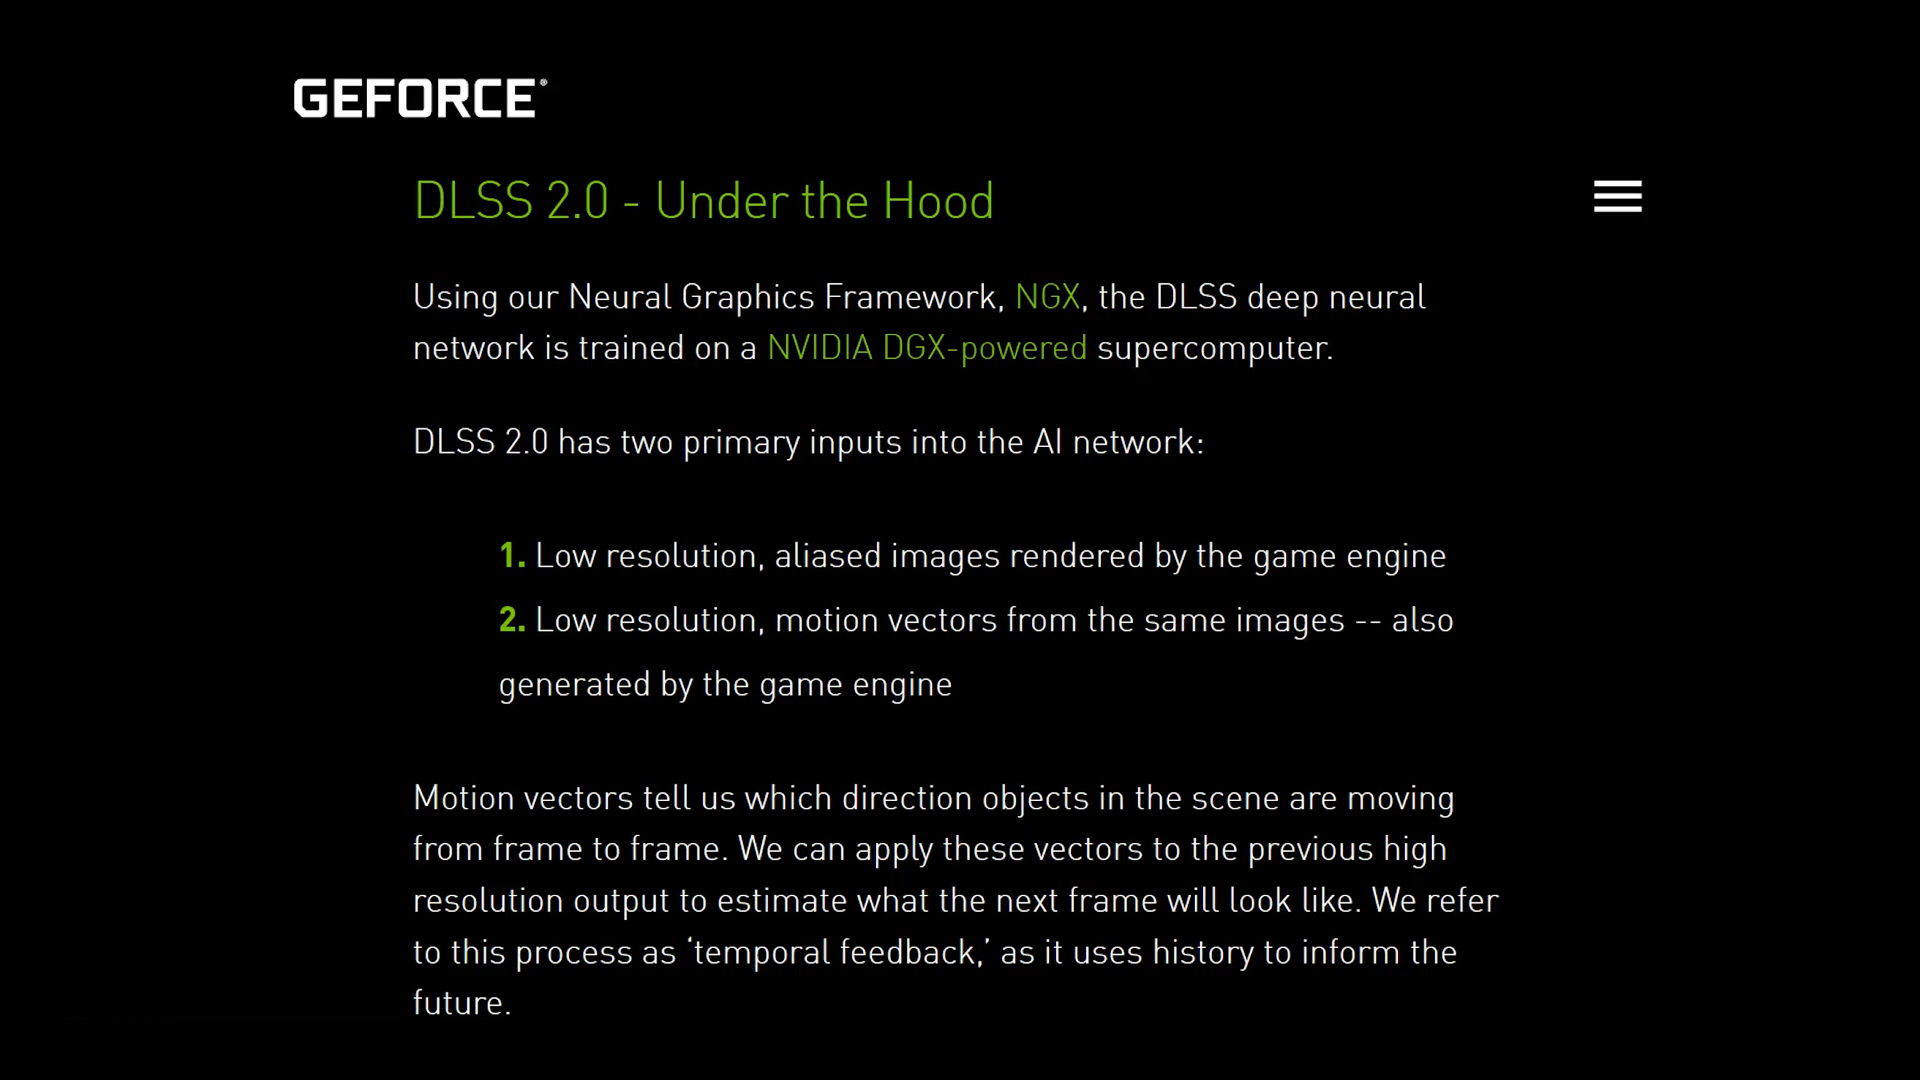 GEFORCE®
DLSS 2.0 - Under the Hood
Using our Neural Graphics Framework, NGX, the DLSS deep neural
network is trained on a NVIDIA DGX-powered supercomputer.
DLSS 2.0 has two primary inputs into the AI network:
1. Low resolution, aliased images rendered by the game engine
2. Low resolution, motion vectors from the same images -- also
generated by the game engine
Motion vectors tell us which direction objects in the scene are moving
from frame to frame. We can apply these vectors to the previous high
resolution output to estimate what the next frame will look like. We refer
to this process as ‘temporal feedback,’ as it uses history to inform the
future.